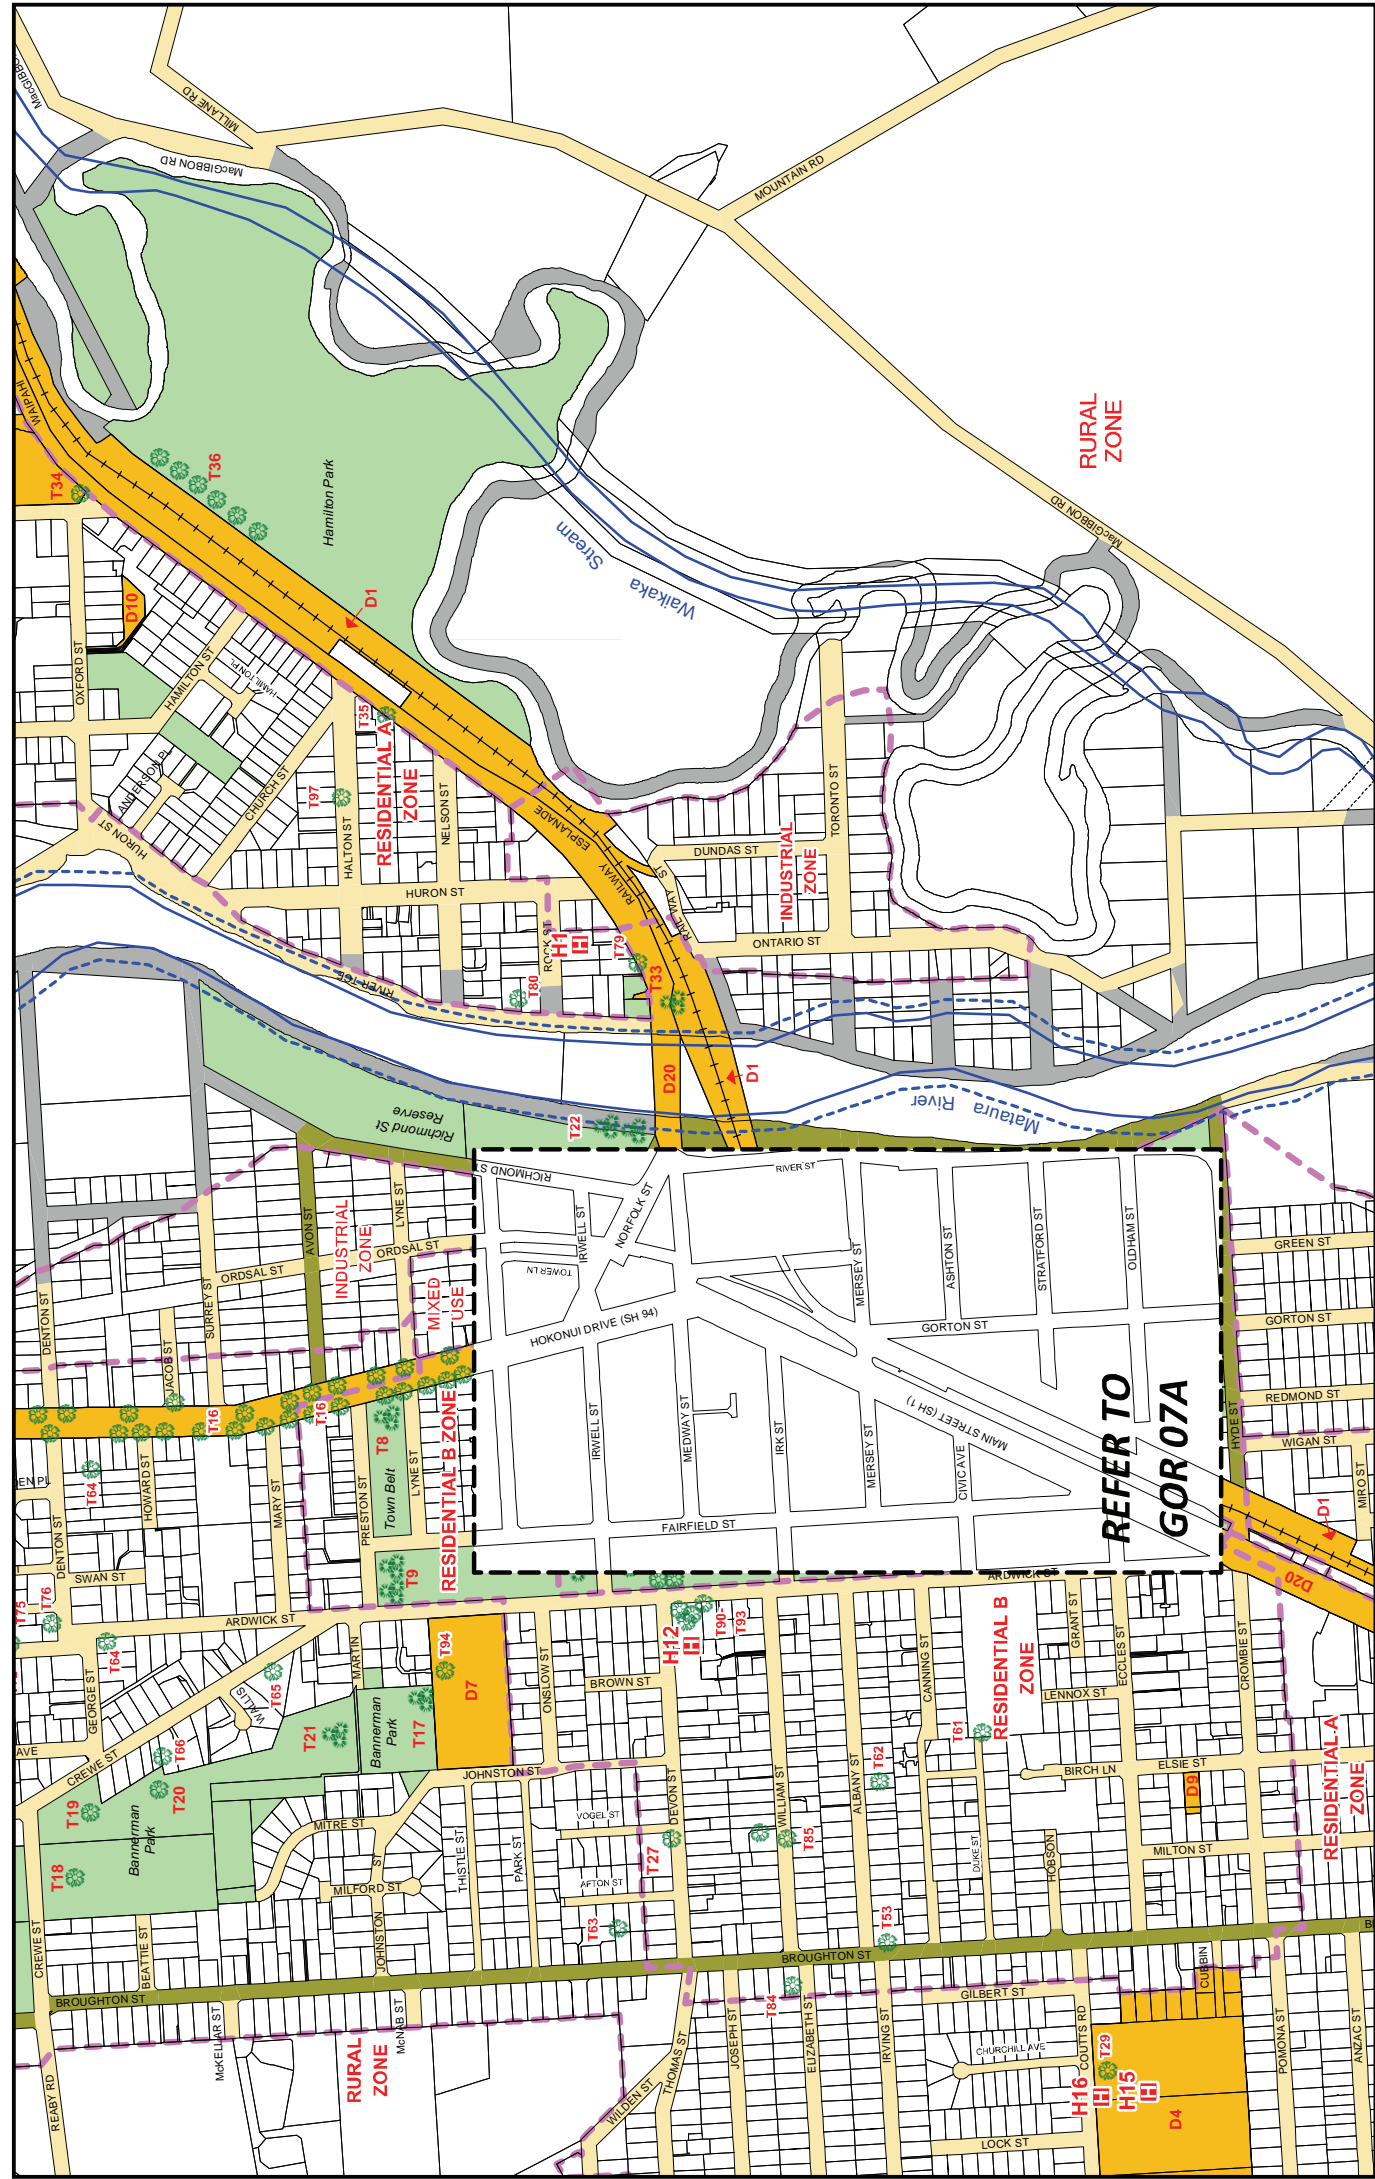 MacGIBBON
MILLANE RD
MacGIBBON RD
MOUNTAIN RD
WAIPAHI
T34
T36
Hamilton Park
RURAL
ZONE
MacGIBBON RD
Stream
Waikaka
D1
D10
OXFORD ST
HAMILTON ST
HAMILTON PL
ANDERSON PL
CHURCH ST
HURON ST
T97
T35
HALTON ST
RESIDENTIAL A
ZONE
NELSON ST
HURON ST
ESPLANADE
RAILWAY
RAILWAY ST
DUNDAS ST
TORONTO ST
INDUSTRIAL
ZONE
ONTARIO ST
ROCK ST
H1
H
T79
T80
T33
RIVER TCE
D20
D1
Mataura River
Richmond St
Reserve
T22
AVON ST
INDUSTRIAL
ZONE
LYNE ST
ORDSAL ST
ORDSAL ST
SURREY ST
DENTON ST
JACOB ST
MIXED
USE
RICHMOND ST
RIVER ST
NORFOLK ST
IRWELL ST
TOWER LN
HOKONUI DRIVE (SH 94)
MERSEY ST
ASHTON ST
STRATFORD ST
OLDHAM ST
GORTON ST
GREEN ST
GORTON ST
REDMOND ST
WIGAN ST
HYDE ST
MIRO ST
T16
T16
T8
Town Belt
LYNE ST
PRESTON ST
RESIDENTIAL B ZONE
MARY ST
HOWARD ST
T64
EN PL
DENTON ST
SWAN ST
T75
T76
IRWELL ST
MEDWAY ST
IRK ST
MERSEY ST
CIVIC AVE
MAIN STREET (SH 1)
FAIRFIELD ST
REFER TO
GOR 07A
D1
D20
T9
ARDWICK ST
ARDWICK ST
T64
T65
GEORGE ST
WALLIS
MARTIN
T94
D7
T21
T17
Bannerman
Park
AVE
CREWE ST
T66
T20
T19
T18
Bannerman
Park
ONSLOW ST
BROWN ST
H12
H
T90-
T93
JOHNSTON ST
DEVON ST
WILLIAM ST
ALBANY ST
T62
CANNING ST
T61
RESIDENTIAL B
ZONE
GRANT ST
LENNOX ST
ECCLES ST
CROMBIE ST
BIRCH LN
ELSIE ST
D9
RESIDENTIAL A
ZONE
MILTON ST
HOBSON
DUKE ST
T85
T27
VOGEL ST
AFTON ST
T63
T53
MITRE ST
MILFORD ST
ST
JOHNSTON
THISTLE ST
PARK ST
CREWE ST
BEATTIE ST
BROUGHTON ST
BROUGHTON ST
McKELLAR ST
McNAB ST
REABY RD
RURAL
ZONE
WILDEN ST
THOMAS ST
JOSEPH ST
T84
ELIZABETH ST
IRVING ST
GILBERT ST
CHURCHILL AVE
COUTTS RD
LOCK ST
H16
H
T29
H15
H
D4
CUBBIN
POMONA ST
ANZAC ST